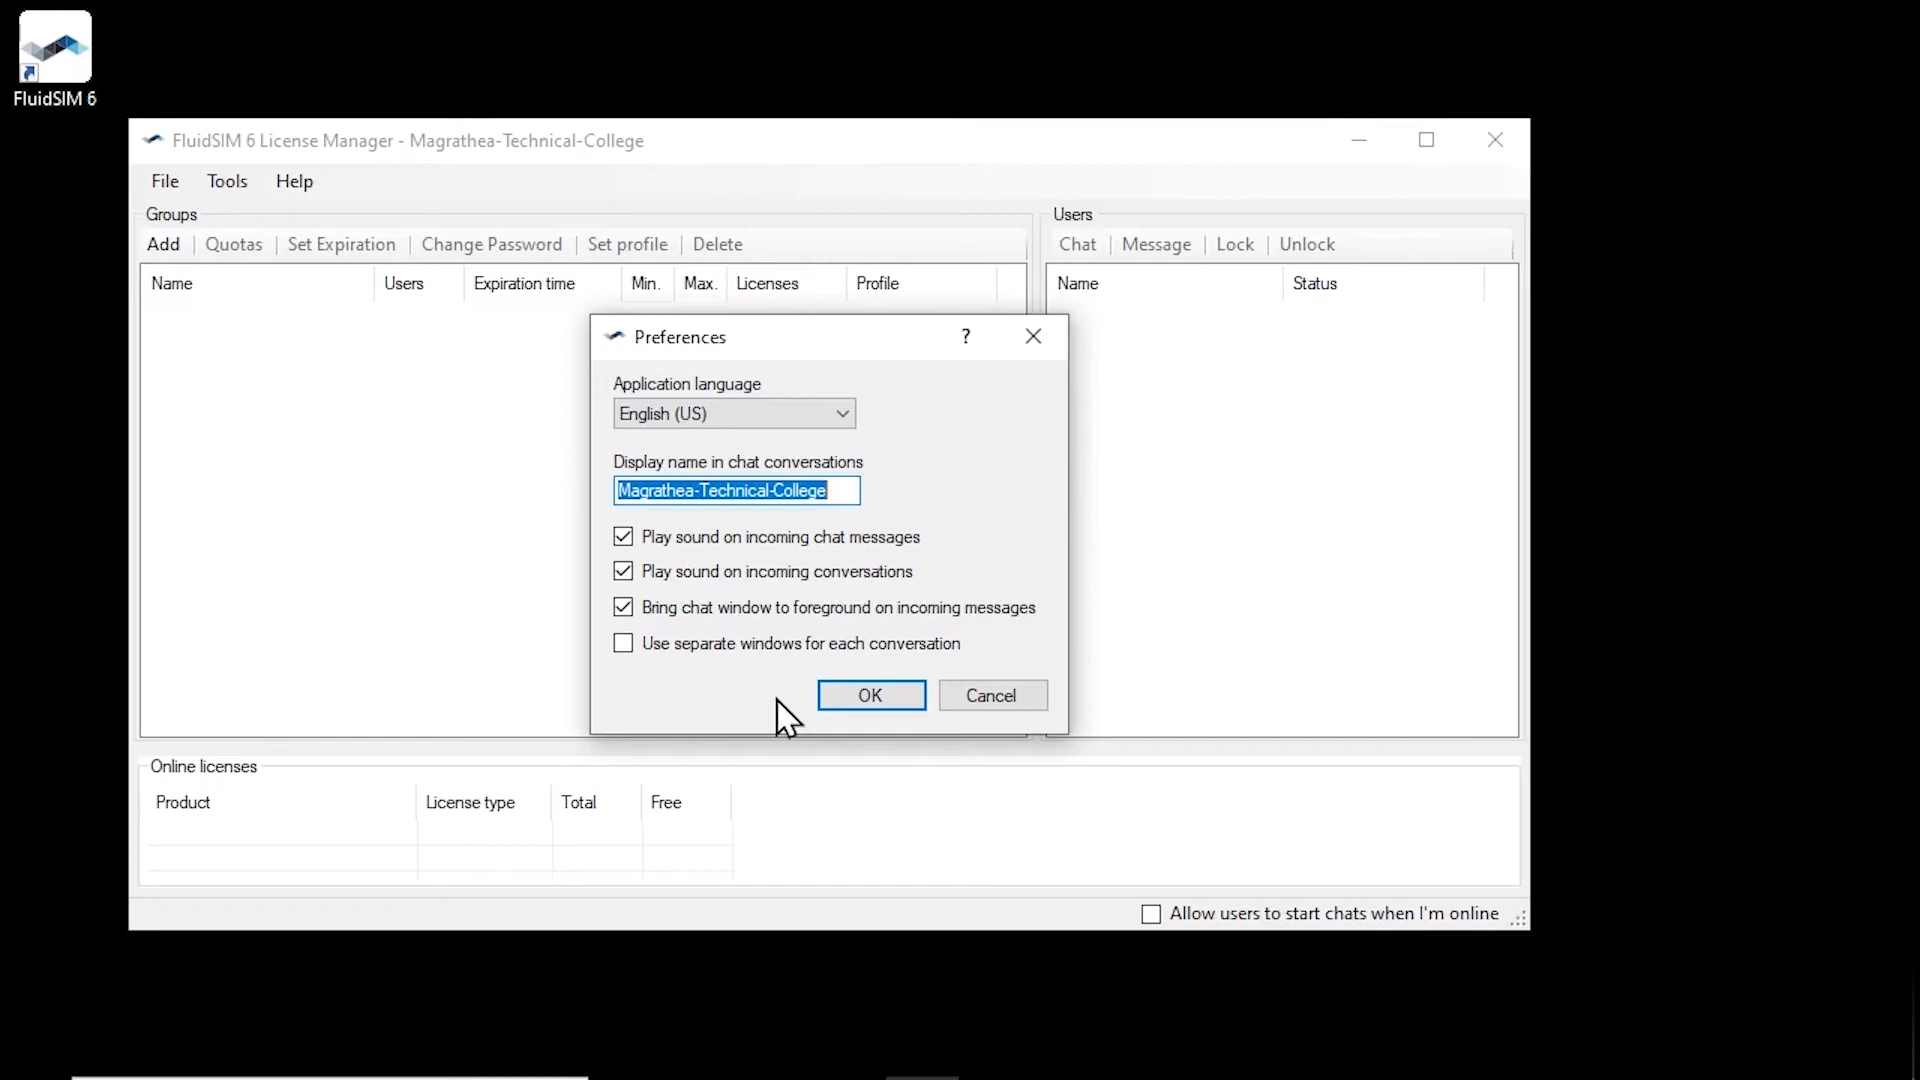 FluidSIM 6
FluidSIM 6 License Manager - Magrathea-Technical-College
File Tools Help
Groups
Add Quotas Set Expiration Change Password Set profile Delete
Name Users Expiration time Min. Max. Licenses Profile
Users
Chat Message Lock Unlock
Name Status
Preferences ?
Application language
English (US)
Display name in chat conversations
Magrathea-Technical-College
Play sound on incoming chat messages
Play sound on incoming conversations
Bring chat window to foreground on incoming messages
Use separate windows for each conversation
OK Cancel
Online licenses
Product License type Total Free
Allow users to start chats when I'm online